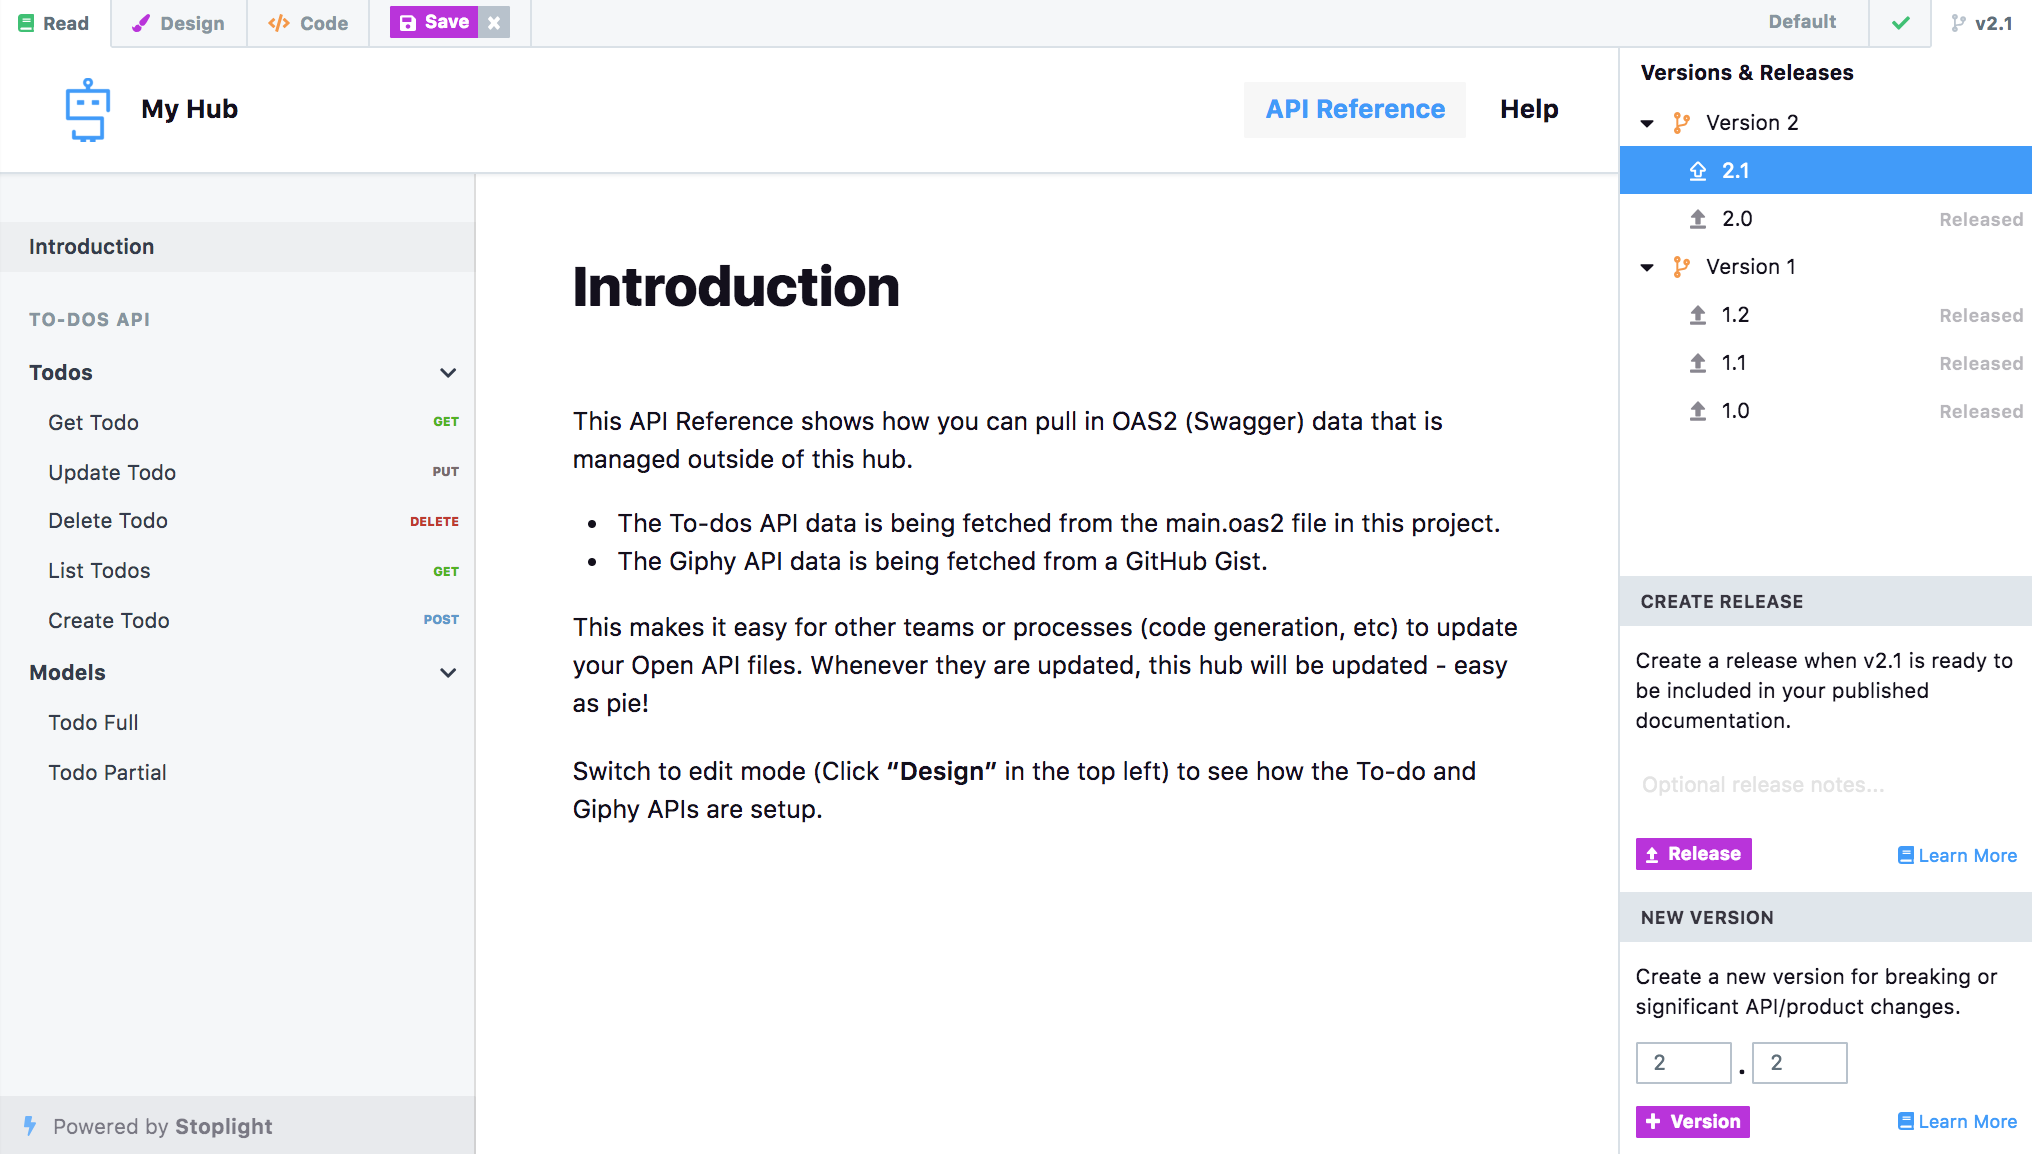 Read
Design
Code
Save
Default
v2.1
My Hub
API Reference
Help
Introduction
TO-DOS API
Todos
Get Todo GET
Update Todo PUT
Delete Todo DELETE
List Todos GET
Create Todo POST
Models
Todo Full
Todo Partial
Powered by Stoplight
Introduction
This API Reference shows how you can pull in OAS2 (Swagger) data that is
managed outside of this hub.
• The To-dos API data is being fetched from the main.oas2 file in this project.
• The Giphy API data is being fetched from a GitHub Gist.
This makes it easy for other teams or processes (code generation, etc) to update
your Open API files. Whenever they are updated, this hub will be updated - easy
as pie!
Switch to edit mode (Click “Design” in the top left) to see how the To-do and
Giphy APIs are setup.
Versions & Releases
Version 2
2.1
2.0 Released
Version 1
1.2 Released
1.1 Released
1.0 Released
CREATE RELEASE
Create a release when v2.1 is ready to
be included in your published
documentation.
Optional release notes...
Release
Learn More
NEW VERSION
Create a new version for breaking or
significant API/product changes.
2 . 2
+ Version
Learn More